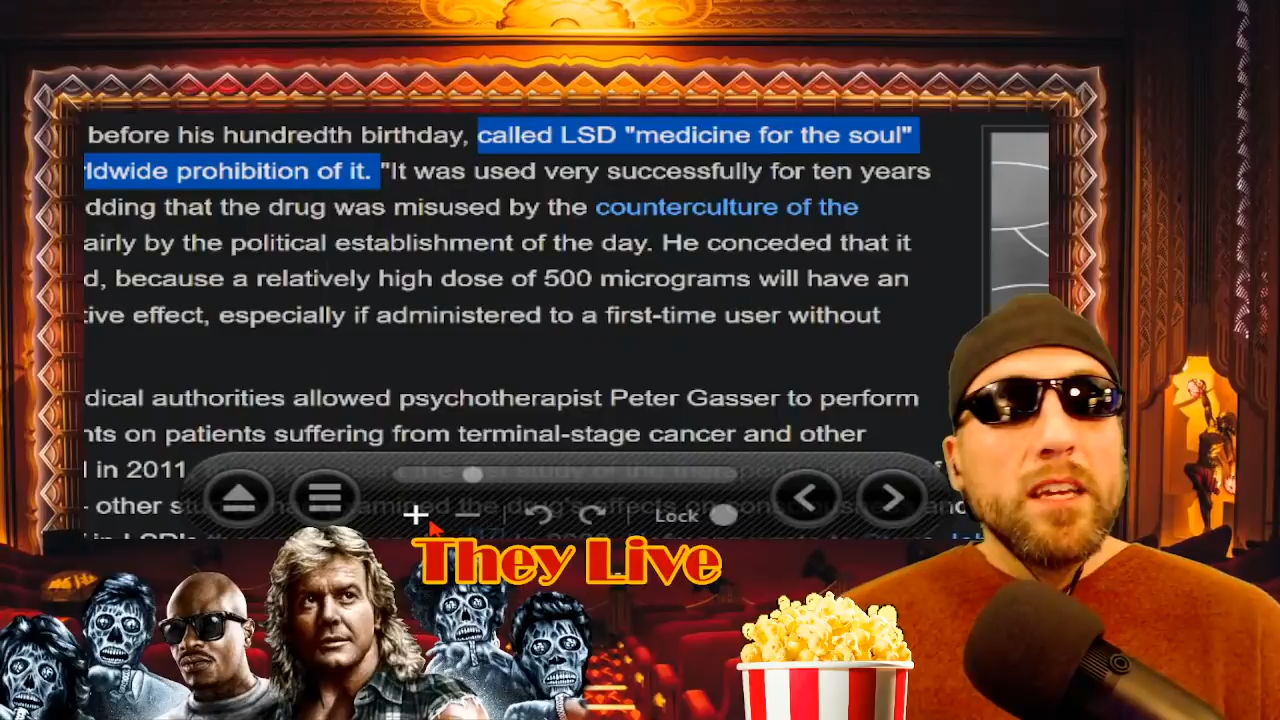 before his hundredth birthday, called LSD "medicine for the soul"
ldwide prohibition of it. "It was used very successfully for ten years
dding that the drug was misused by the counterculture of the
airly by the political establishment of the day. He conceded that it
d, because a relatively high dose of 500 micrograms will have an
tive effect, especially if administered to a first-time user without
dical authorities allowed psychotherapist Peter Gasser to perform
nts on patients suffering from terminal-stage cancer and other
in 2011
other
Lock
They Live